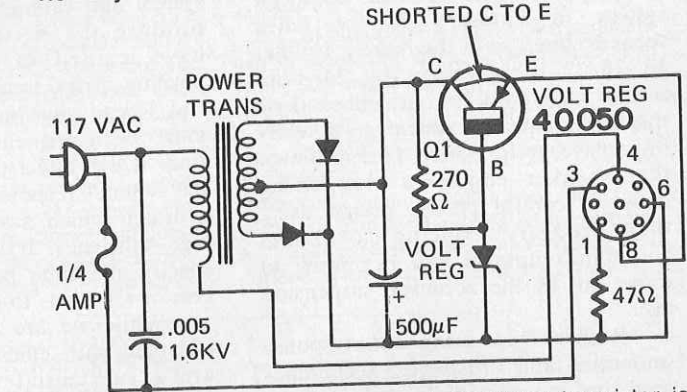 SHORTED C TO E
POWER
TRANS
C
E
117 VAC
VOLT REG
40050
Q1
270
Ω
B
3
4
6
VOLT
REG
1
8
1/4
AMP
+
47Ω
.005
1.6KV
500µF